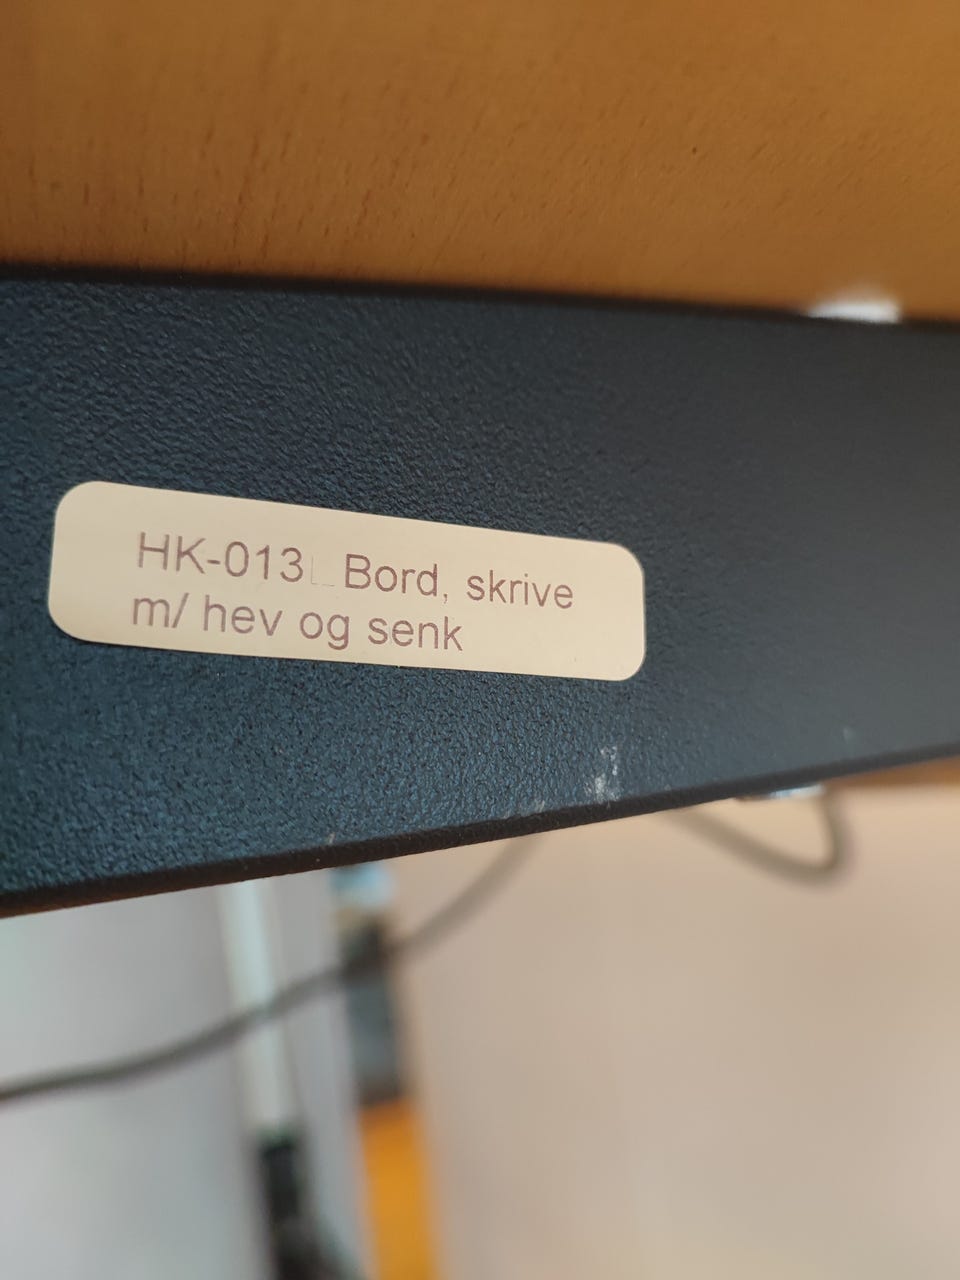 HK-013 Bord, skrive
m/ hev og senk